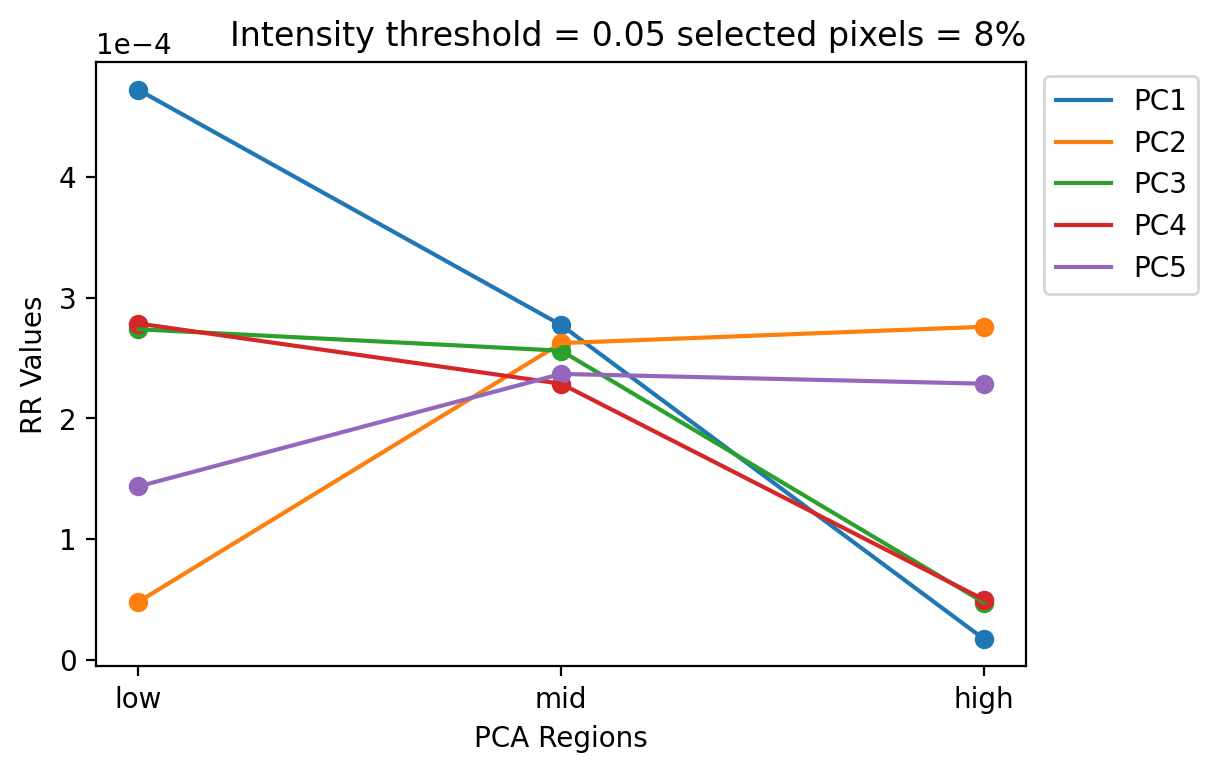 Intensity threshold = 0.05 selected pixels = 8%
1e−4
4
3
2
1
0
RR Values
low
mid
high
PCA Regions
PC1
PC2
PC3
PC4
PC5